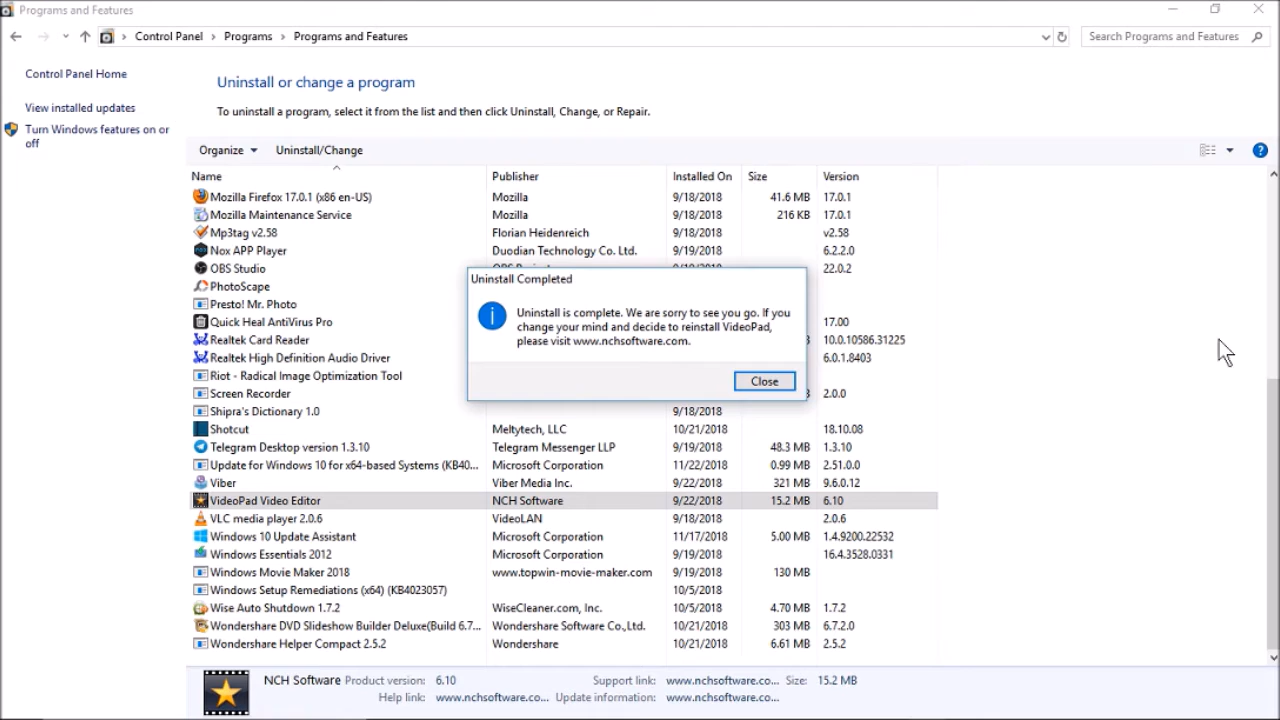 Programs and Features
Control Panel > Programs > Programs and Features
Search Programs and Features
Control Panel Home
View installed updates
Turn Windows features on or
off
Uninstall or change a program
To uninstall a program, select it from the list and then click Uninstall, Change, or Repair.
Organize Uninstall/Change
Name Publisher Installed On Size Version
Mozilla Firefox 17.0.1 (x86 en-US) Mozilla 9/18/2018 41.6 MB 17.0.1
Mozilla Maintenance Service Mozilla 9/18/2018 216 KB 17.0.1
Mp3tag v2.58 Florian Heidenreich 9/18/2018 v2.58
Nox APP Player Duodian Technology Co. Ltd. 9/19/2018 6.2.2.0
OBS Studio 22.0.2
PhotoScape
Presto! Mr. Photo
Quick Heal AntiVirus Pro 17.00
Realtek Card Reader 10.0.10586.31225
Realtek High Definition Audio Driver 6.0.1.8403
Riot - Radical Image Optimization Tool
Screen Recorder 2.0.0
Shipra's Dictionary 1.0 9/18/2018
Shotcut Meltytech, LLC 10/21/2018 18.10.08
Telegram Desktop version 1.3.10 Telegram Messenger LLP 9/19/2018 48.3 MB 1.3.10
Update for Windows 10 for x64-based Systems (KB40... Microsoft Corporation 11/22/2018 0.99 MB 2.51.0.0
Viber Viber Media Inc. 9/19/2018 321 MB 9.6.0.12
VideoPad Video Editor NCH Software 9/22/2018 15.2 MB 6.10
VLC media player 2.0.6 VideoLAN 9/18/2018 2.0.6
Windows 10 Update Assistant Microsoft Corporation 11/17/2018 5.00 MB 1.4.9200.22532
Windows Essentials 2012 Microsoft Corporation 9/19/2018 16.4.3528.0331
Windows Movie Maker 2018 www.topwin-movie-maker.com 9/19/2018 130 MB
Windows Setup Remediations (x64) (KB4023057) 10/5/2018
Wise Auto Shutdown 1.7.2 WiseCleaner.com, Inc. 10/5/2018 4.70 MB 1.7.2
Wondershare DVD Slideshow Builder Deluxe(Build 6.7... Wondershare Software Co.,Ltd. 10/21/2018 303 MB 6.7.2.0
Wondershare Helper Compact 2.5.2 Wondershare 10/21/2018 6.61 MB 2.5.2
Uninstall Completed
Uninstall is complete. We are sorry to see you go. If you
change your mind and decide to reinstall VideoPad,
please visit www.nchsoftware.com.
Close
NCH Software Product version: 6.10 Support link: www.nchsoftware.co... Size: 15.2 MB
Help link: www.nchsoftware.co... Update information: www.nchsoftware.co...